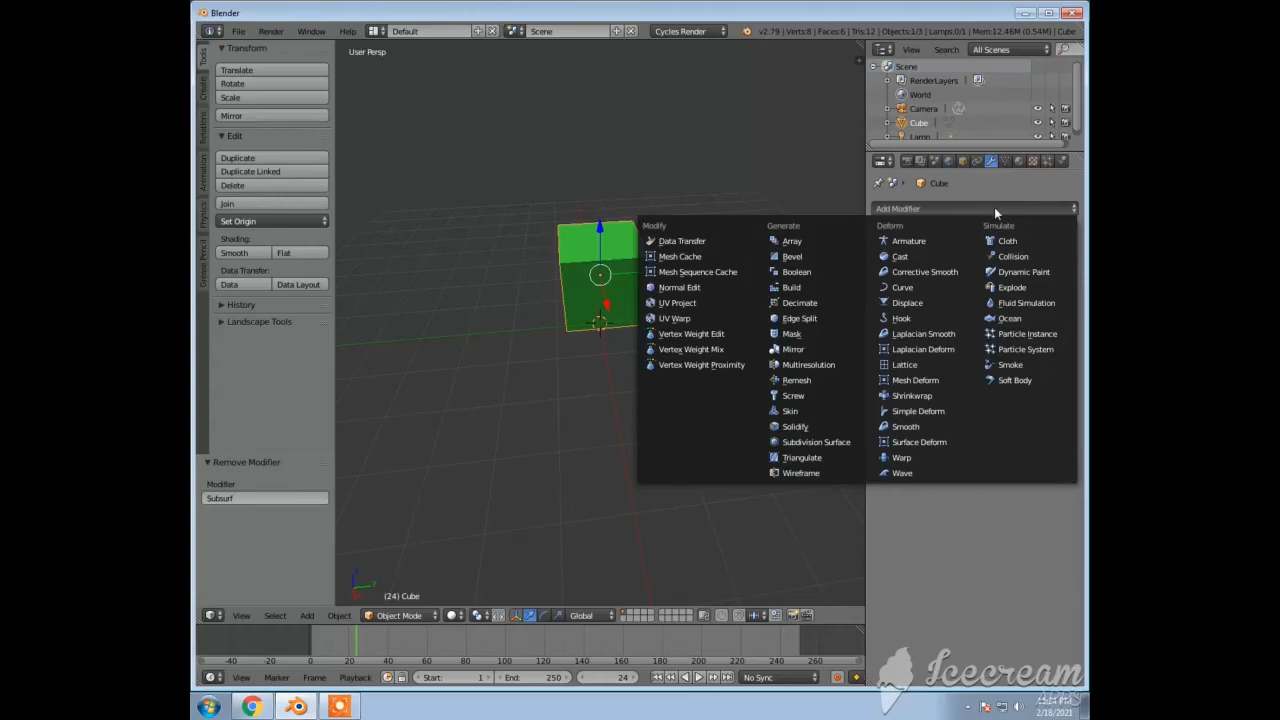 Blender
File Render Window Help Default Scene Cycles Render v2.79 | Verts:8 | Faces:6 | Tris:12 | Objects:1/3 | Lamps:0/1 | Mem:12.46M (0.54M) | Cube
Transform
Translate
Rotate
Scale
Mirror
Edit
Duplicate
Duplicate Linked
Delete
Join
Set Origin
Shading:
Smooth Flat
Data Transfer:
Data Data Layout
History
Landscape Tools
Remove Modifier
Modifier
Subsurf
Tools
Create
Relations
Animation
Physics
Grease Pencil
User Persp
(24) Cube
View Search All Scenes
Scene
RenderLayers
World
Camera
Cube
Lamp
Cube
Add Modifier
Modify
Data Transfer
Mesh Cache
Mesh Sequence Cache
Normal Edit
UV Project
UV Warp
Vertex Weight Edit
Vertex Weight Mix
Vertex Weight Proximity
Generate
Array
Bevel
Boolean
Build
Decimate
Edge Split
Mask
Mirror
Multiresolution
Remesh
Screw
Skin
Solidify
Subdivision Surface
Triangulate
Wireframe
Deform
Armature
Cast
Corrective Smooth
Curve
Displace
Hook
Laplacian Smooth
Laplacian Deform
Lattice
Mesh Deform
Shrinkwrap
Simple Deform
Smooth
Surface Deform
Warp
Wave
Simulate
Cloth
Collision
Dynamic Paint
Explode
Fluid Simulation
Ocean
Particle Instance
Particle System
Smoke
Soft Body
View Select Add Object Object Mode Global
-40 -20 0 20 40 60 80 100 120 140 160 180 200 220 240 260
View Marker Frame Playback Start: 1 End: 250 24 No Sync
Icecream
APPS
2/18/2021